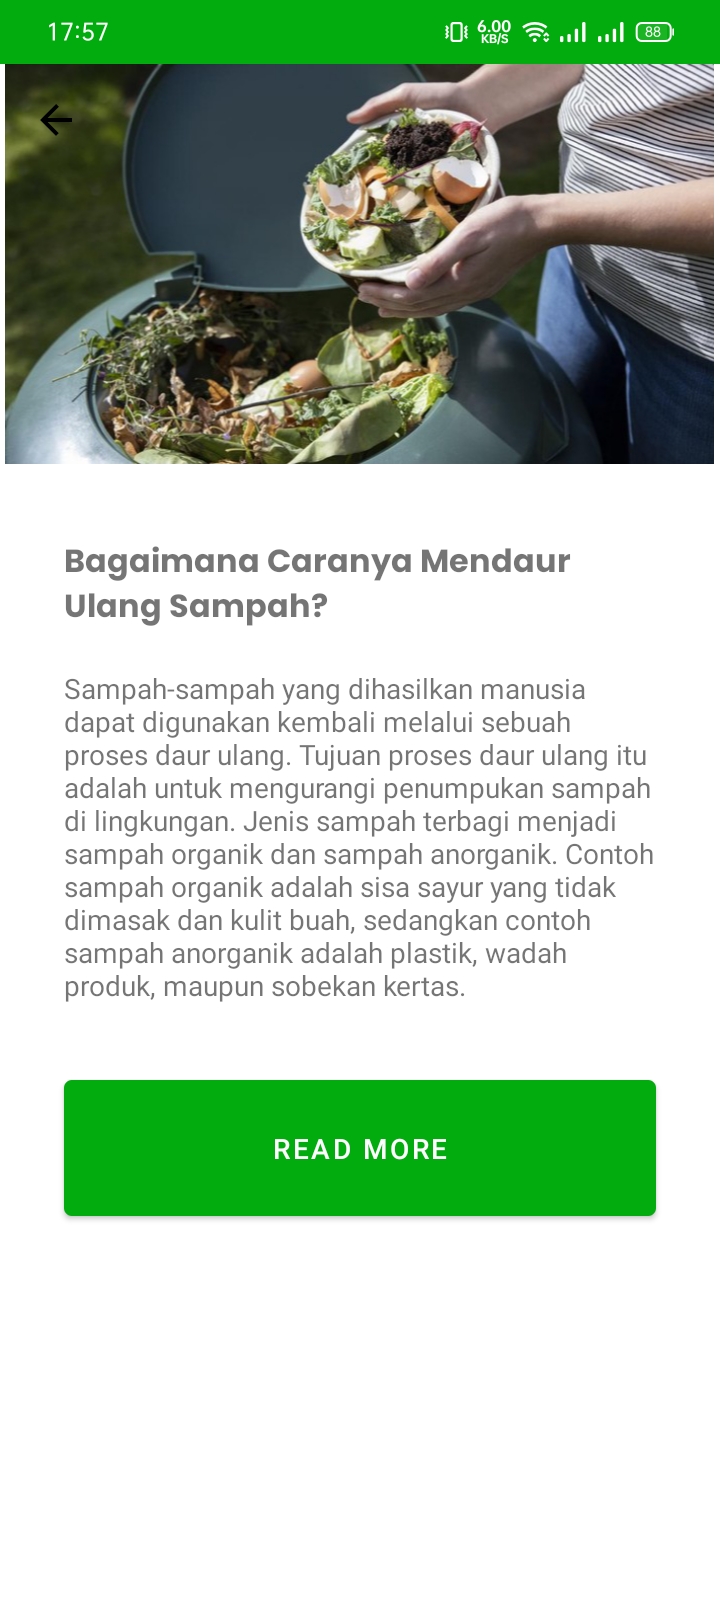 17:57
6.00
KB/S
88
Bagaimana Caranya Mendaur
Ulang Sampah?
Sampah-sampah yang dihasilkan manusia
dapat digunakan kembali melalui sebuah
proses daur ulang. Tujuan proses daur ulang itu
adalah untuk mengurangi penumpukan sampah
di lingkungan. Jenis sampah terbagi menjadi
sampah organik dan sampah anorganik. Contoh
sampah organik adalah sisa sayur yang tidak
dimasak dan kulit buah, sedangkan contoh
sampah anorganik adalah plastik, wadah
produk, maupun sobekan kertas.
READ MORE